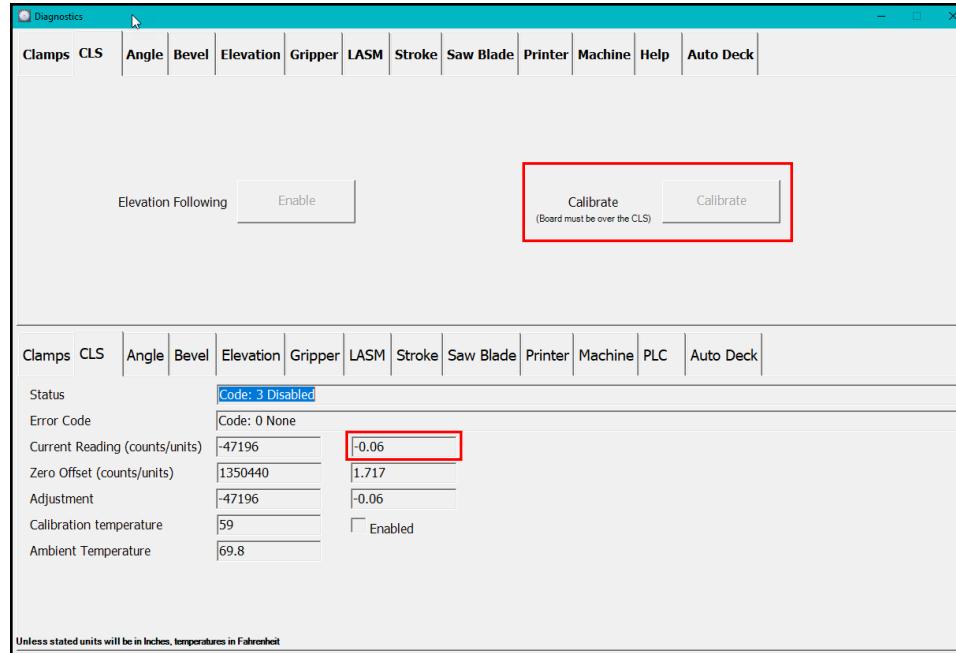 Diagnostics
Clamps CLS Angle Bevel Elevation Gripper LASM Stroke Saw Blade Printer Machine Help Auto Deck
Elevation Following Enable Calibrate Calibrate
(Board must be over the CLS)
Clamps CLS Angle Bevel Elevation Gripper LASM Stroke Saw Blade Printer Machine PLC Auto Deck
Status Code: 3 Disabled
Error Code Code: 0 None
Current Reading (counts/units) -47196 -0.06
Zero Offset (counts/units) 1350440 1.717
Adjustment -47196 -0.06
Calibration temperature 59 Enabled
Ambient Temperature 69.8
Unless stated units will be in Inches, temperatures in Fahrenheit